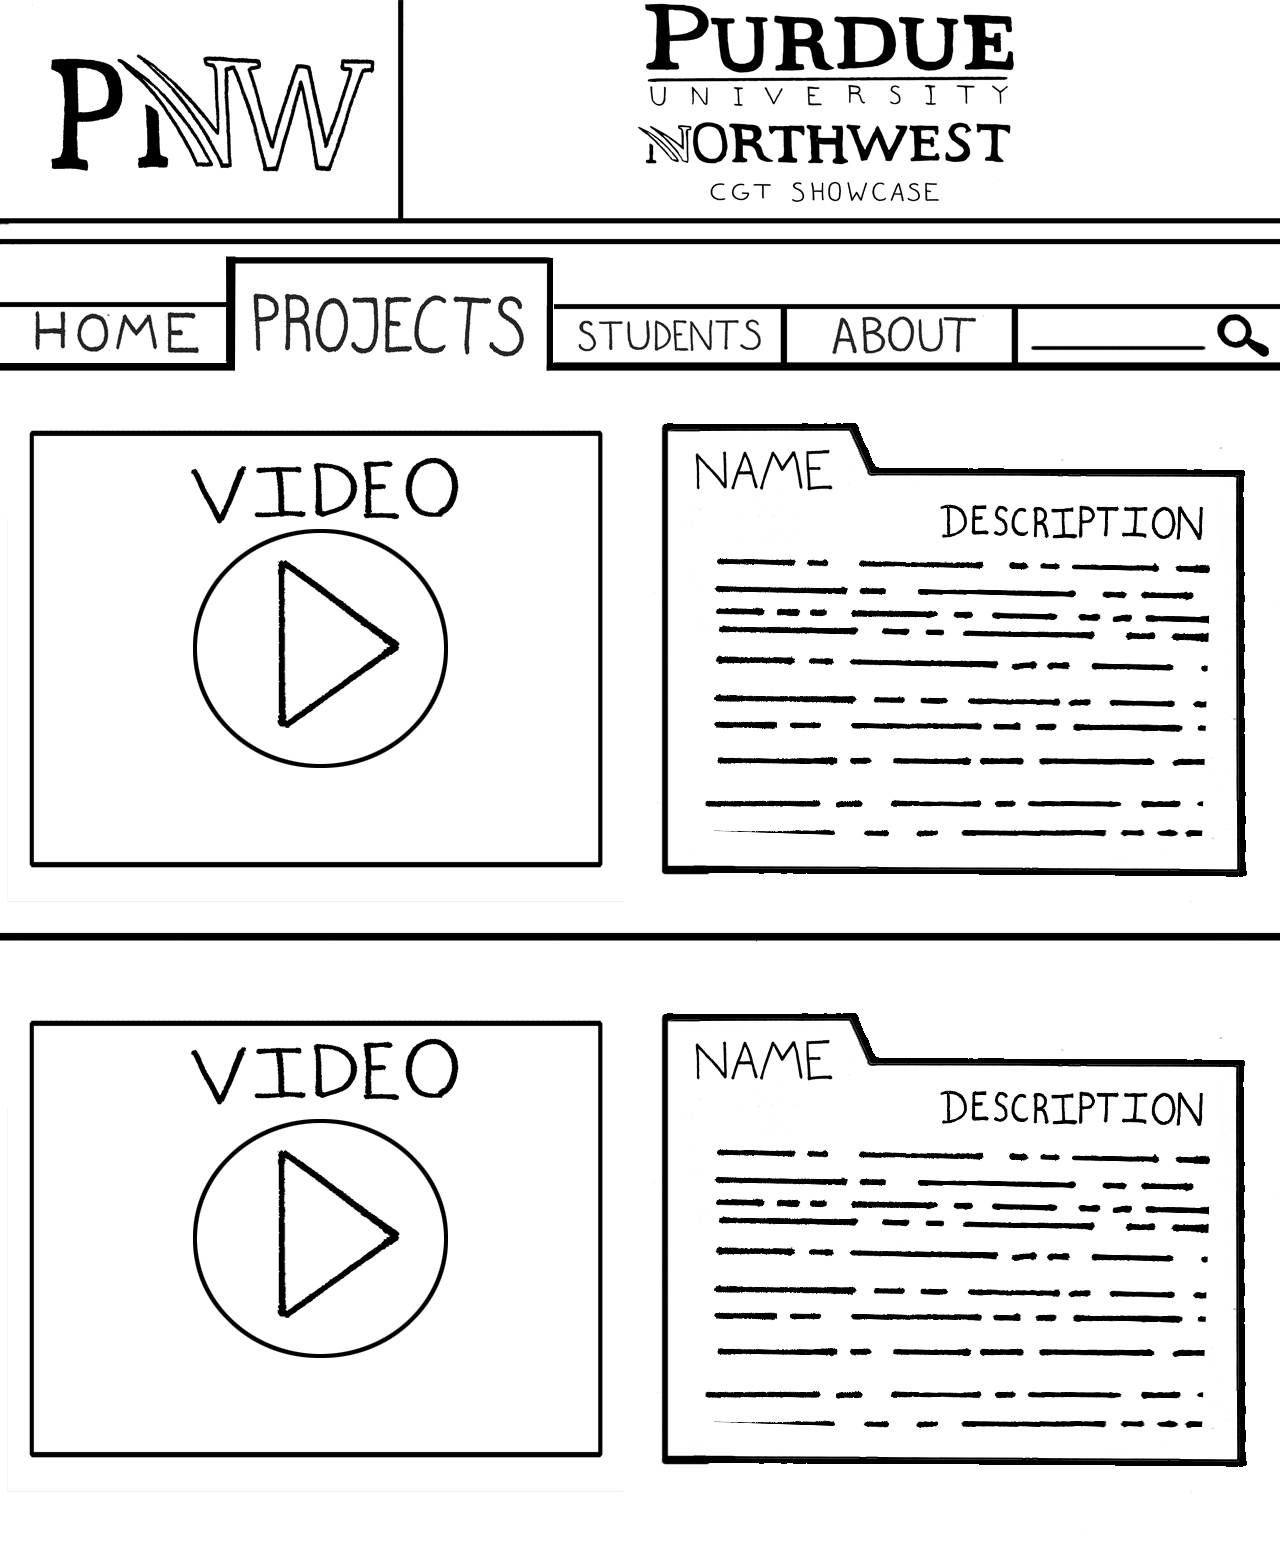 PNW
PURDUE
UNIVERSITY
NORTHWEST
CGT SHOWCASE
HOME PROJECTS STUDENTS ABOUT
VIDEO
NAME
DESCRIPTION
VIDEO
NAME
DESCRIPTION